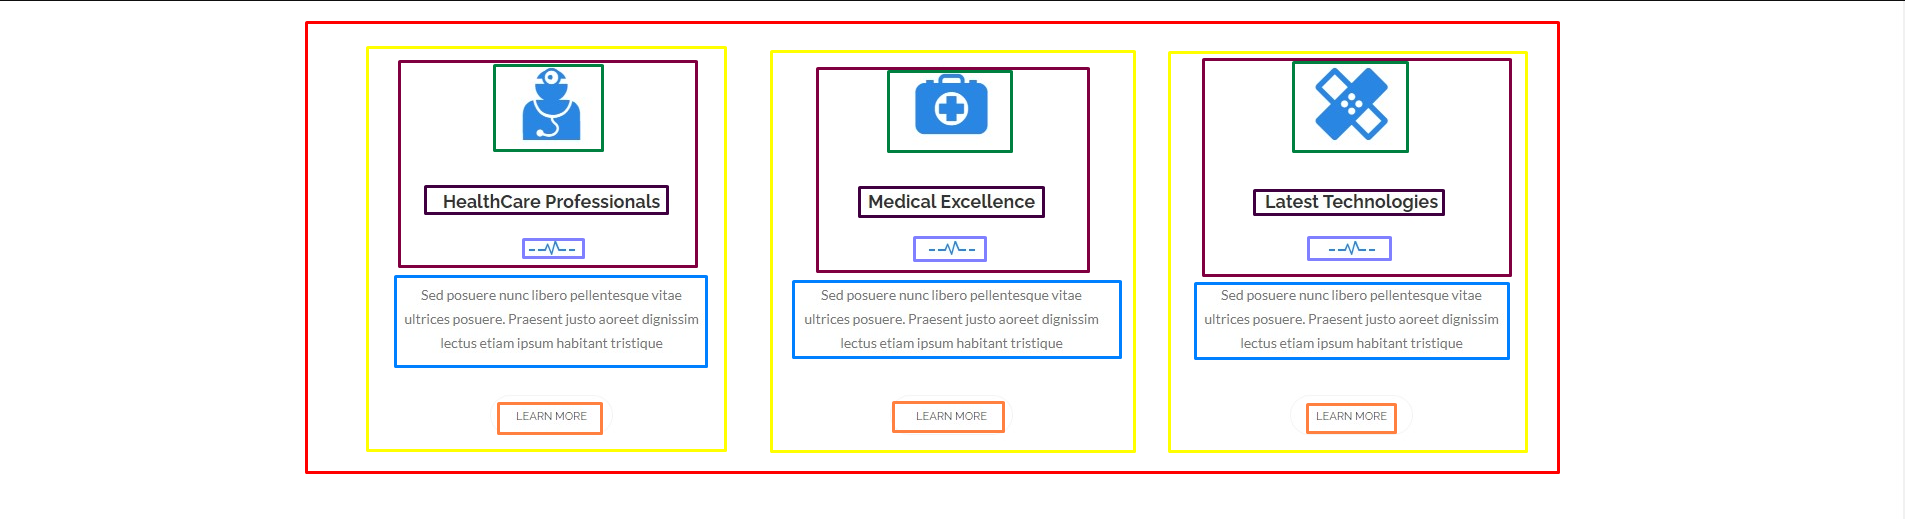 HealthCare Professionals
Sed posuere nunc libero pellentesque vitae
ultrices posuere. Praesent justo aoreet dignissim
lectus etiam ipsum habitant tristique
LEARN MORE
Medical Excellence
Sed posuere nunc libero pellentesque vitae
ultrices posuere. Praesent justo aoreet dignissim
lectus etiam ipsum habitant tristique
LEARN MORE
Latest Technologies
Sed posuere nunc libero pellentesque vitae
ultrices posuere. Praesent justo aoreet dignissim
lectus etiam ipsum habitant tristique
LEARN MORE